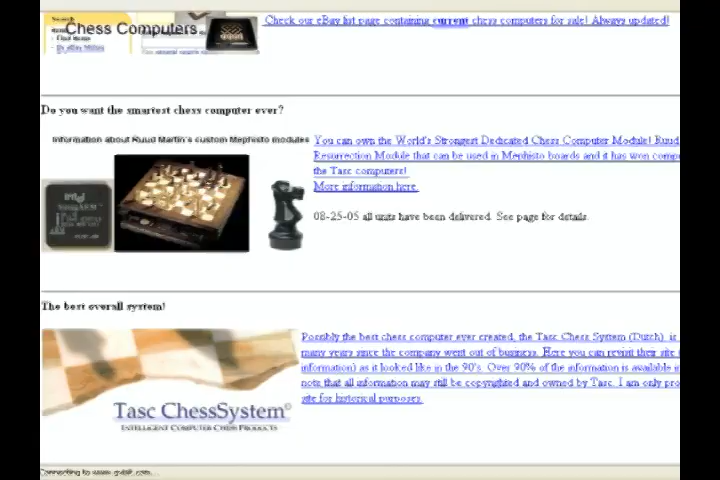 Chess Computers
Check our eBay list page containing current chess computers for sale! Always updated!
Do you want the smartest chess computer ever?
Information about Ruud Martin's custom Mephisto modules
You can own the World's Strongest Dedicated Chess Computer Module! Ruud
Resurrection Module that can be used in Mephisto boards and it has won comp
the Tasc computers!
More information here.
intel
08-25-05 all units have been delivered. See page for details.
The best overall system!
Possibly the best chess computer ever created, the Tasc Chess System (Dutch), is
many years since the company went out of business. Here you can revisit their site
information) as it looked like in the 90's. Over 90% of the information is available
note that all information may still be copyrighted and owned by Tasc. I am only pro
site for historical purposes.
Tasc ChessSystem©
INTELLIGENT COMPUTER CHESS PRODUCTS